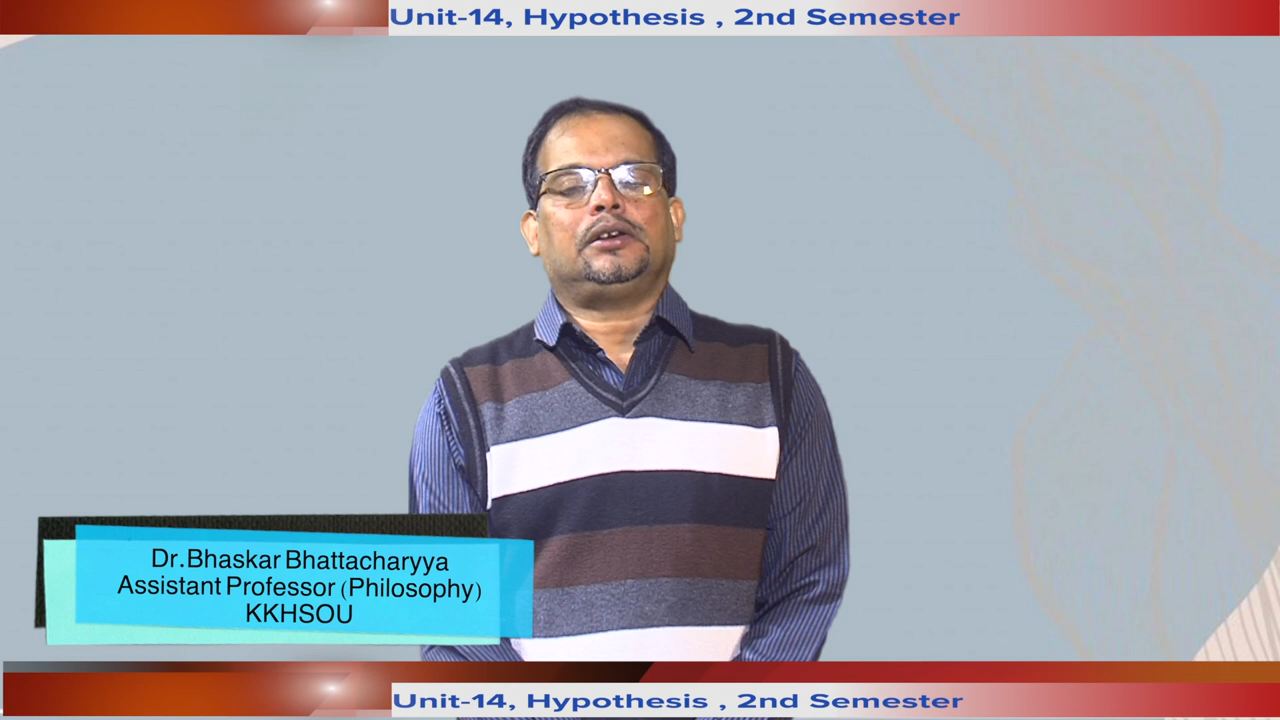 Unit-14, Hypothesis , 2nd Semester
Dr.Bhaskar Bhattacharyya
Assistant Professor (Philosophy)
KKHSOU
Unit-14, Hypothesis , 2nd Semester